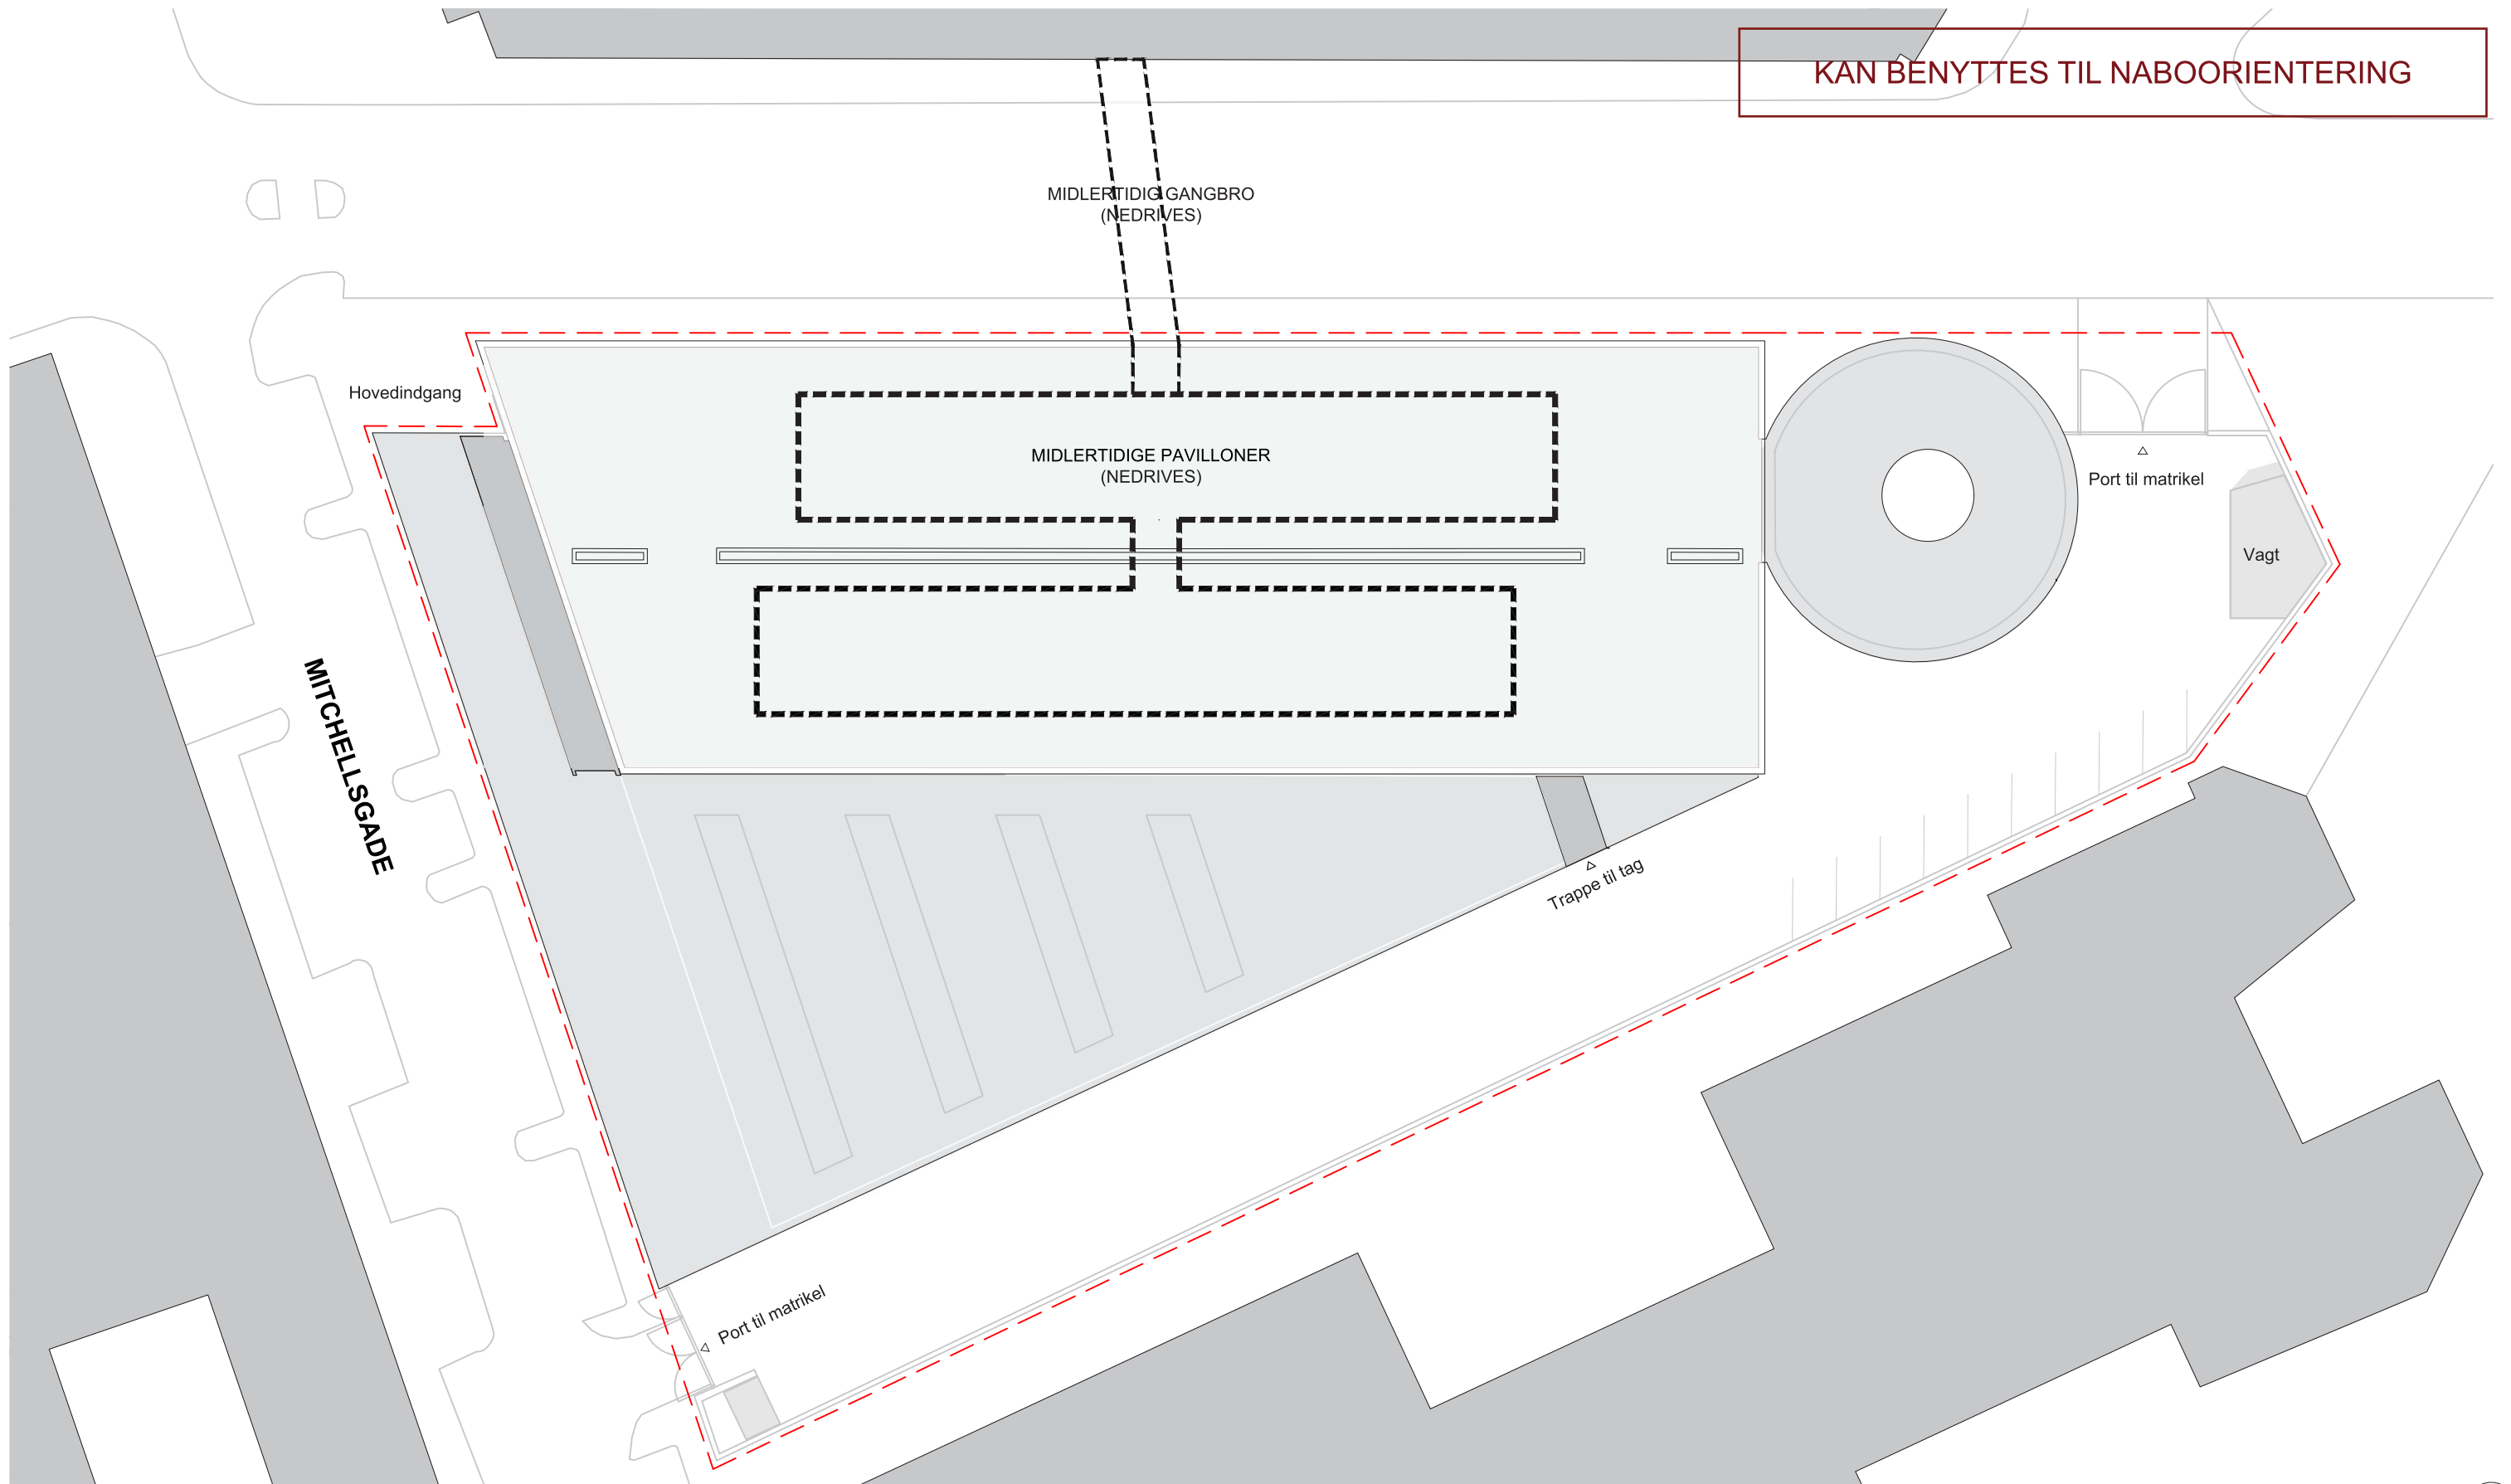 KAN BENYTTES TIL NABOORIENTERING
MIDLERTIDIG GANGBRO
(NEDRIVES)
Hovedindgang
MIDLERTIDIGE PAVILLONER
(NEDRIVES)
Port til matrikel
Vagt
MITCHELLSGADE
Trappe til tag
Port til matrikel